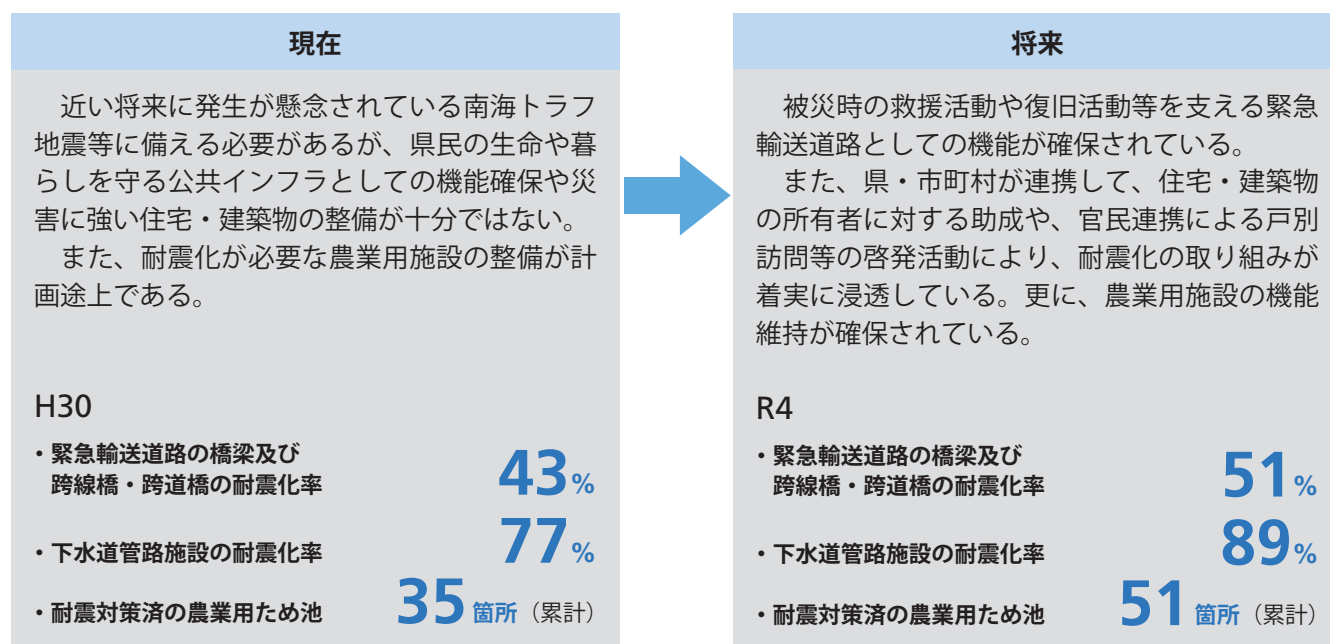 現在
　近い将来に発生が懸念されている南海トラフ
地震等に備える必要があるが、県民の生命や暮
らしを守る公共インフラとしての機能確保や災
害に強い住宅・建築物の整備が十分ではない。
　また、耐震化が必要な農業用施設の整備が計
画途上である。
H30
・緊急輸送道路の橋梁及び
跨線橋・跨道橋の耐震化率 43%
・下水道管路施設の耐震化率 77%
・耐震対策済の農業用ため池 35箇所（累計）
将来
　被災時の救援活動や復旧活動等を支える緊急
輸送道路としての機能が確保されている。
　また、県・市町村が連携して、住宅・建築物
の所有者に対する助成や、官民連携による戸別
訪問等の啓発活動により、耐震化の取り組みが
着実に浸透している。更に、農業用施設の機能
維持が確保されている。
R4
・緊急輸送道路の橋梁及び
跨線橋・跨道橋の耐震化率 51%
・下水道管路施設の耐震化率 89%
・耐震対策済の農業用ため池 51箇所（累計）